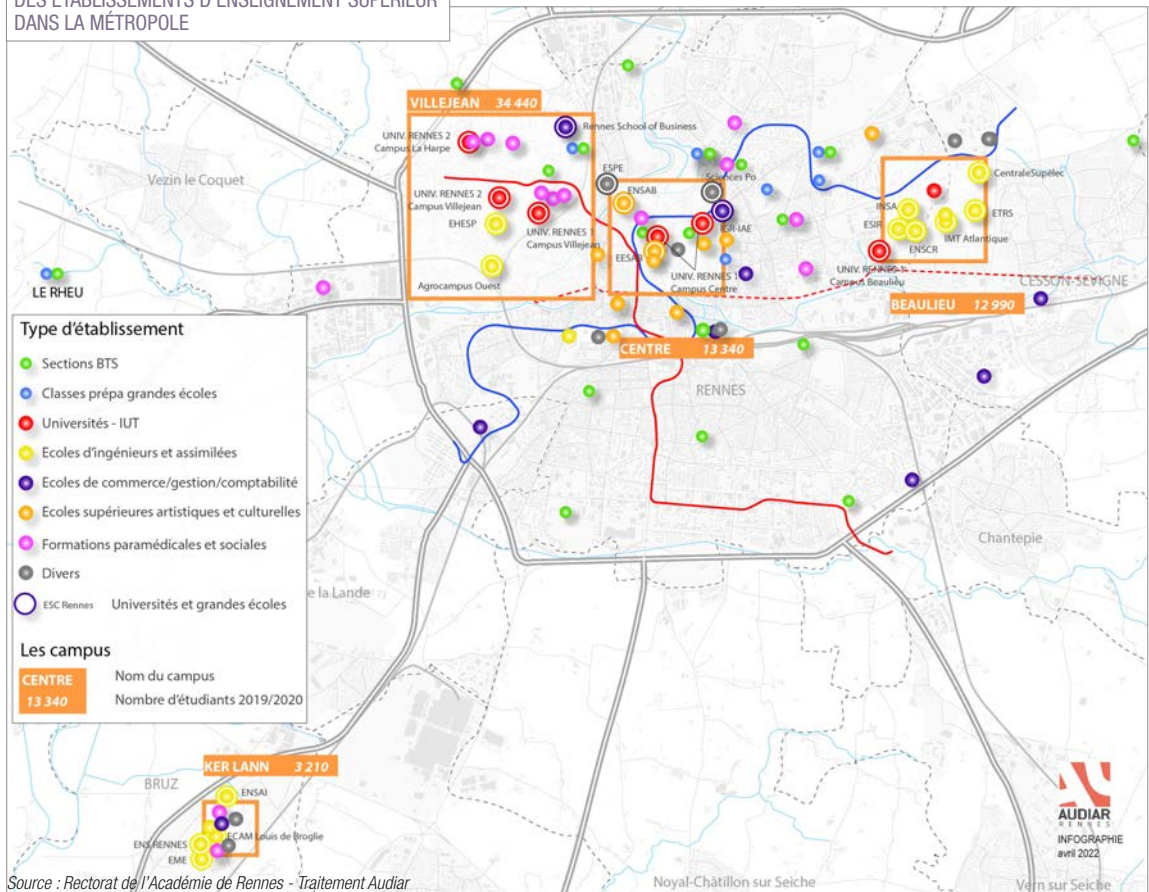 DES ÉTABLISSEMENTS D'ENSEIGNEMENT SUPÉRIEUR
DANS LA MÉTROPOLE
VILLEJEAN 34 440
UNIV. RENNES 2
Campus La Harpe
Rennes School of Business
Vezin le Coquet
ESPE
ENSAB
Sciences Po
CentraleSupélec
UNIV. RENNES 2
Campus Villejean
EHESP
UNIV. RENNES 1
Campus Villejean
INSA
ESIR
ETRS
IMT Atlantique
ENSCR
IGR-IAE
EESAB
UNIV. RENNES 1
Campus Centre
UNIV. RENNES 1
Campus Beaulieu
Agrocampus Ouest
CESSON-SEVIGNE
LE RHEU
BEAULIEU 12 990
CENTRE 13 340
RENNES
Type d'établissement
Sections BTS
Classes prépa grandes écoles
Universités - IUT
Ecoles d'ingénieurs et assimilées
Ecoles de commerce/gestion/comptabilité
Ecoles supérieures artistiques et culturelles
Formations paramédicales et sociales
Divers
ESC Rennes Universités et grandes écoles
Les campus
CENTRE Nom du campus
13 340 Nombre d'étudiants 2019/2020
Chantepie
e la Lande
KER LANN 3 210
BRUZ
ENSAI
ECAM Louis de Broglie
ENS RENNES
EME
AUDIAR
RENNES
INFOGRAPHIE
avril 2022
Noyal-Châtillon sur Seiche
Vern sur Seiche
Source : Rectorat de l'Académie de Rennes - Traitement Audiar